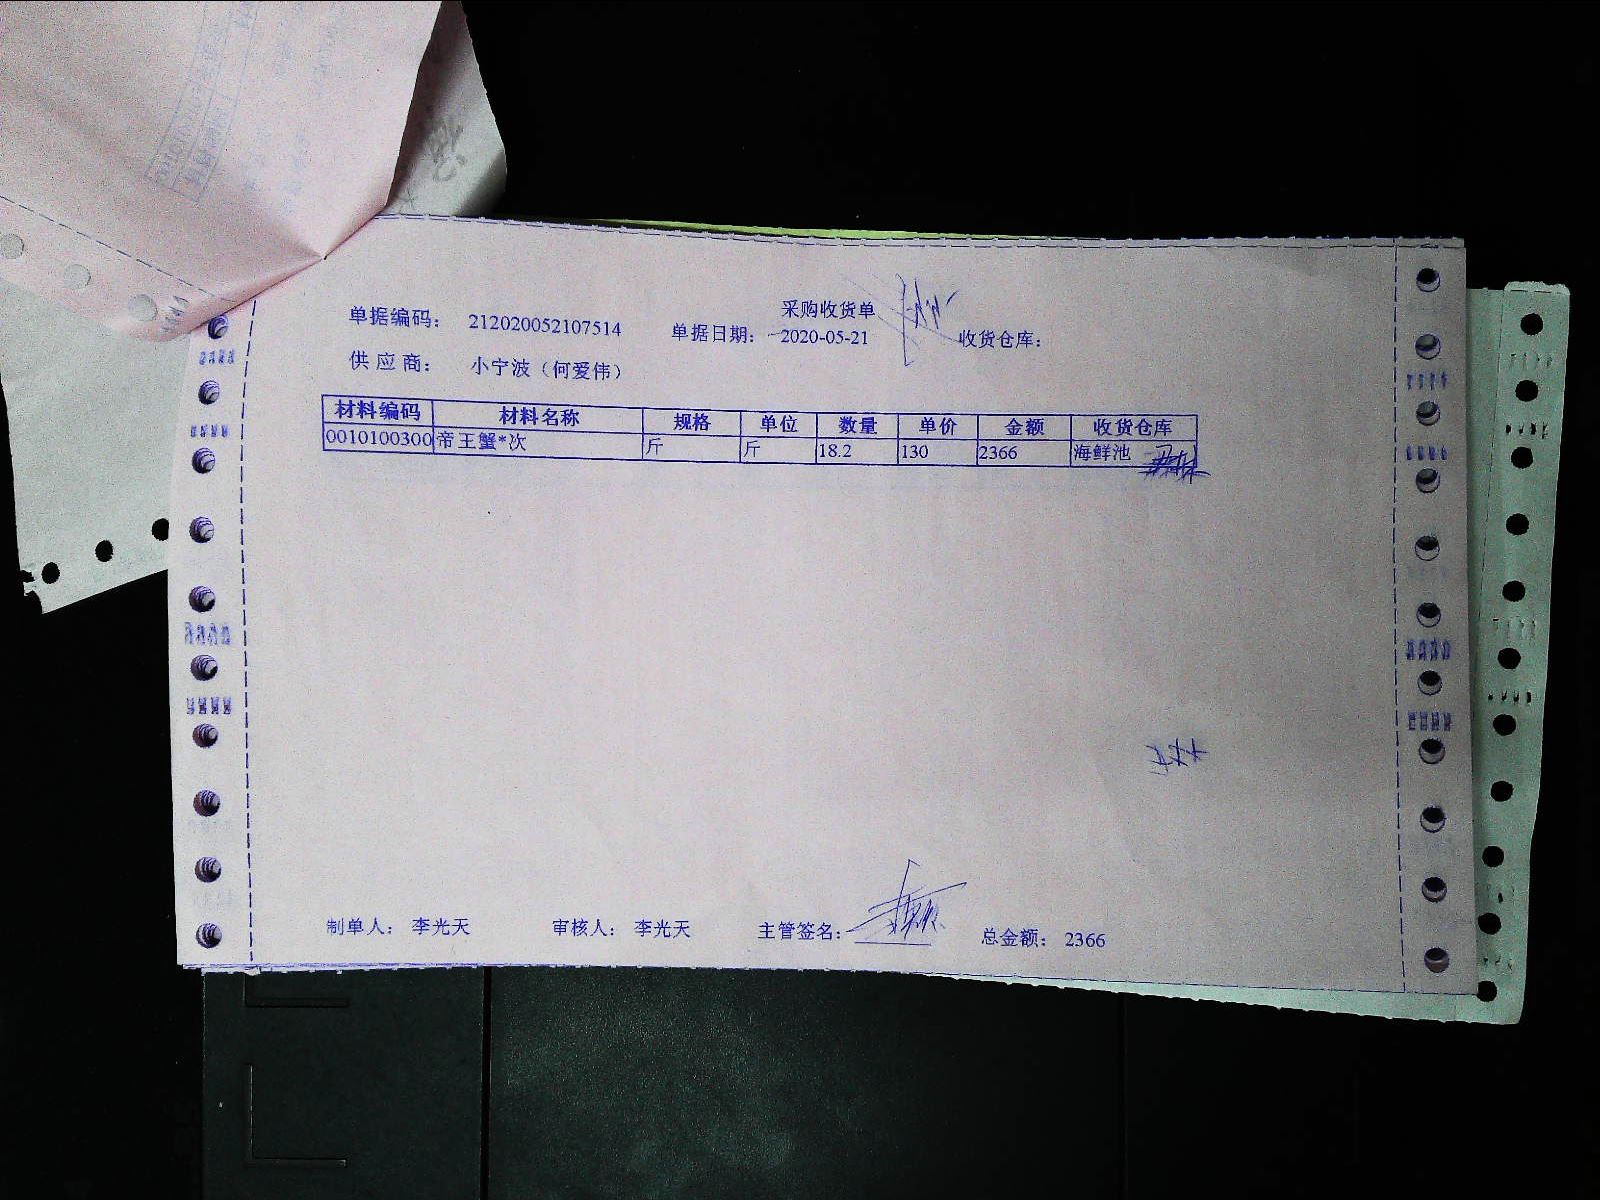 采购收货单
单据编码： 212020052107514 单据日期： 2020-05-21 收货仓库：
供 应 商： 小宁波（何爱伟）
材料编码 材料名称 规格 单位 数量 单价 金额 收货仓库
0010100300 帝王蟹*次 斤 斤 18.2 130 2366 海鲜池
制单人： 李光天 审核人： 李光天 主管签名： 总金额： 2366